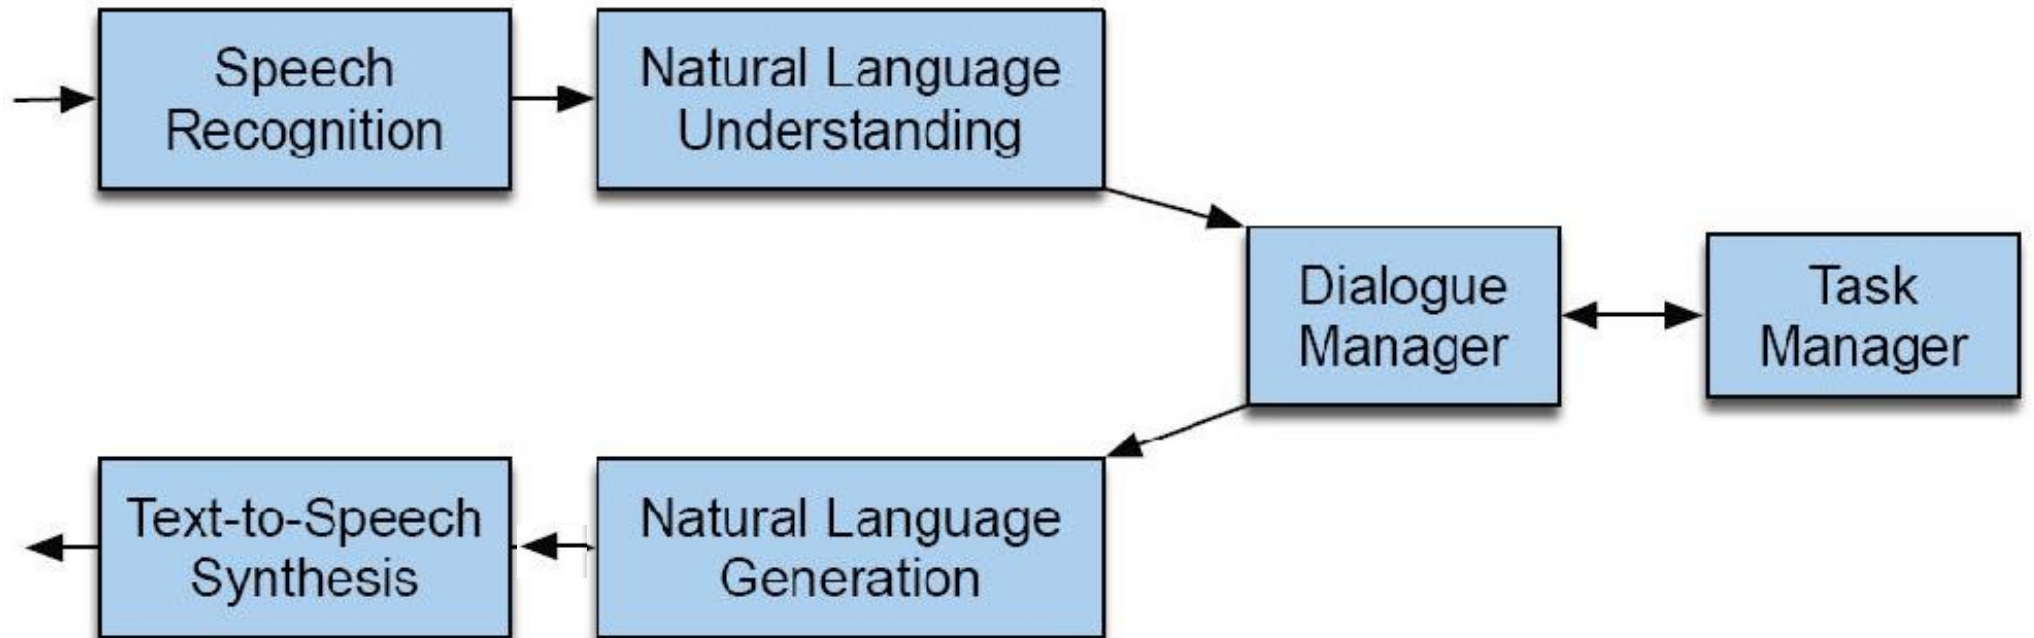 Speech
Recognition
Natural Language
Understanding
Dialogue
Manager
Task
Manager
Text-to-Speech
Synthesis
Natural Language
Generation